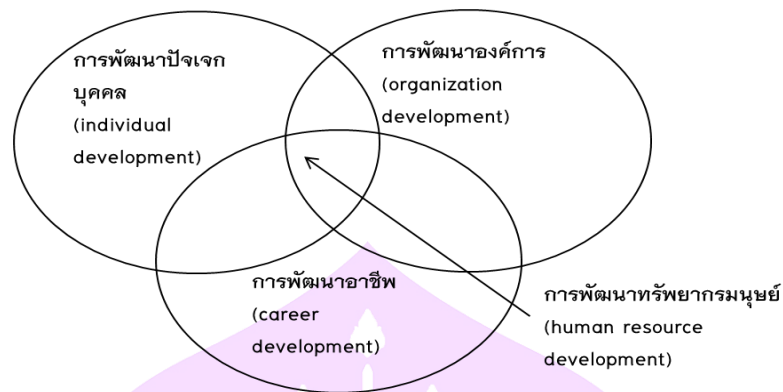 การพัฒนาปัจเจก
บุคคล
(individual
development)
การพัฒนาองค์การ
(organization
development)
การพัฒนาอาชีพ
(career
development)
การพัฒนาทรัพยากรมนุษย์
(human resource
development)